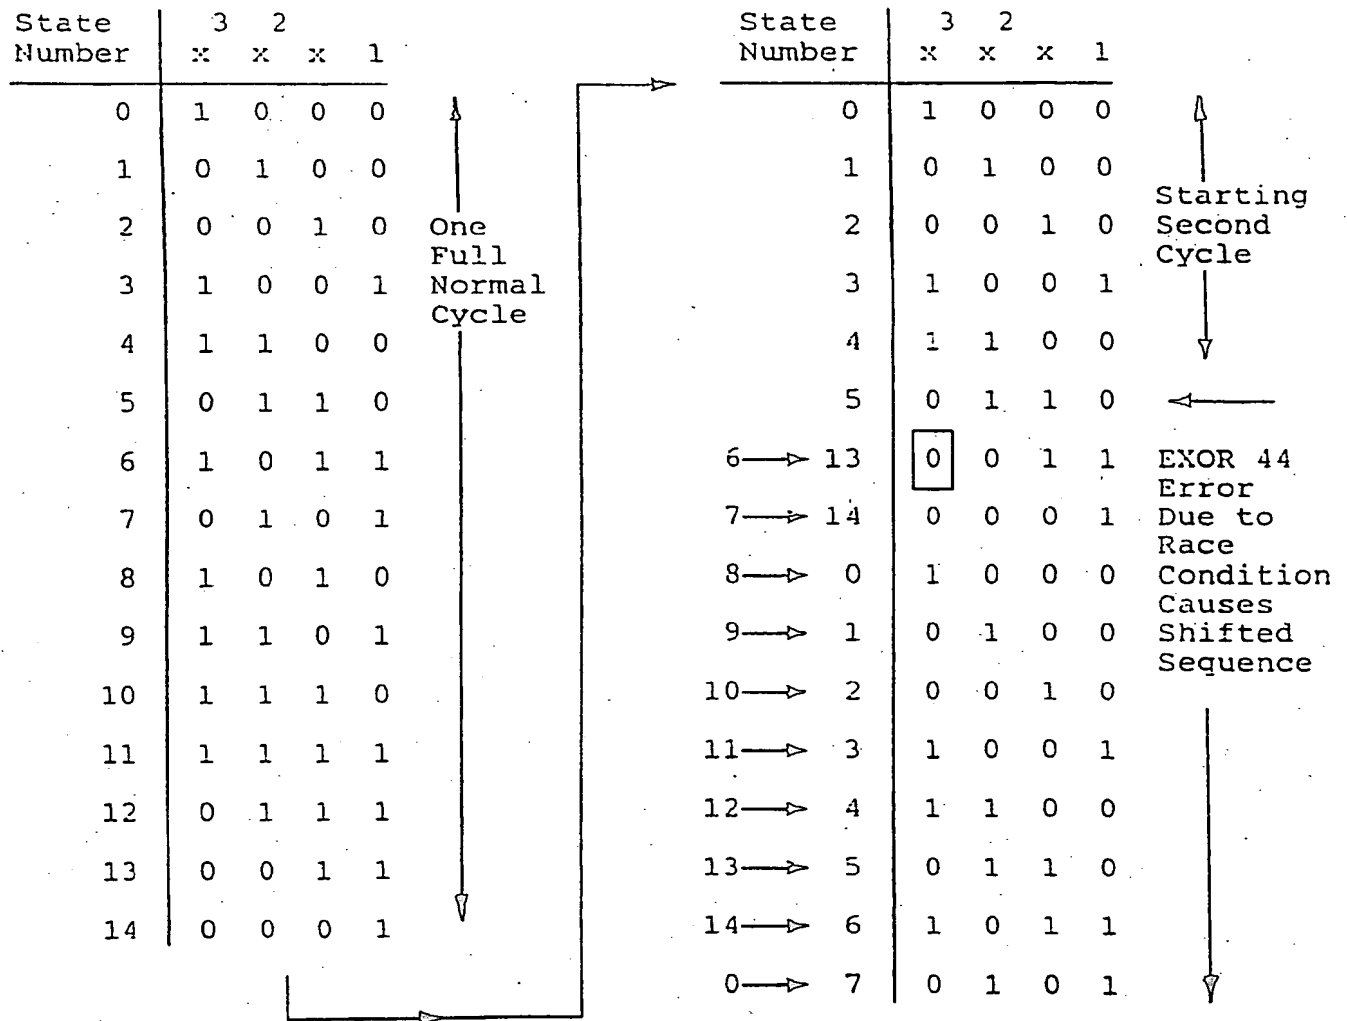 State 3 2
Number x x x 1
0 1 0 0 0
1 0 1 0 0
2 0 0 1 0
3 1 0 0 1
4 1 1 0 0
5 0 1 1 0
6 1 0 1 1
7 0 1 0 1
8 1 0 1 0
9 1 1 0 1
10 1 1 1 0
11 1 1 1 1
12 0 1 1 1
13 0 0 1 1
14 0 0 0 1
One
Full
Normal
Cycle
State 3 2
Number x x x 1
0 1 0 0 0
1 0 1 0 0
2 0 0 1 0
3 1 0 0 1
4 1 1 0 0
5 0 1 1 0
6 13 0 0 1 1
7 14 0 0 0 1
8 0 1 0 0 0
9 1 0 1 0 0
10 2 0 0 1 0
11 3 1 0 0 1
12 4 1 1 0 0
13 5 0 1 1 0
14 6 1 0 1 1
0 7 0 1 0 1
Starting
Second
Cycle
EXOR 44
Error
Due to
Race
Condition
Causes
Shifted
Sequence